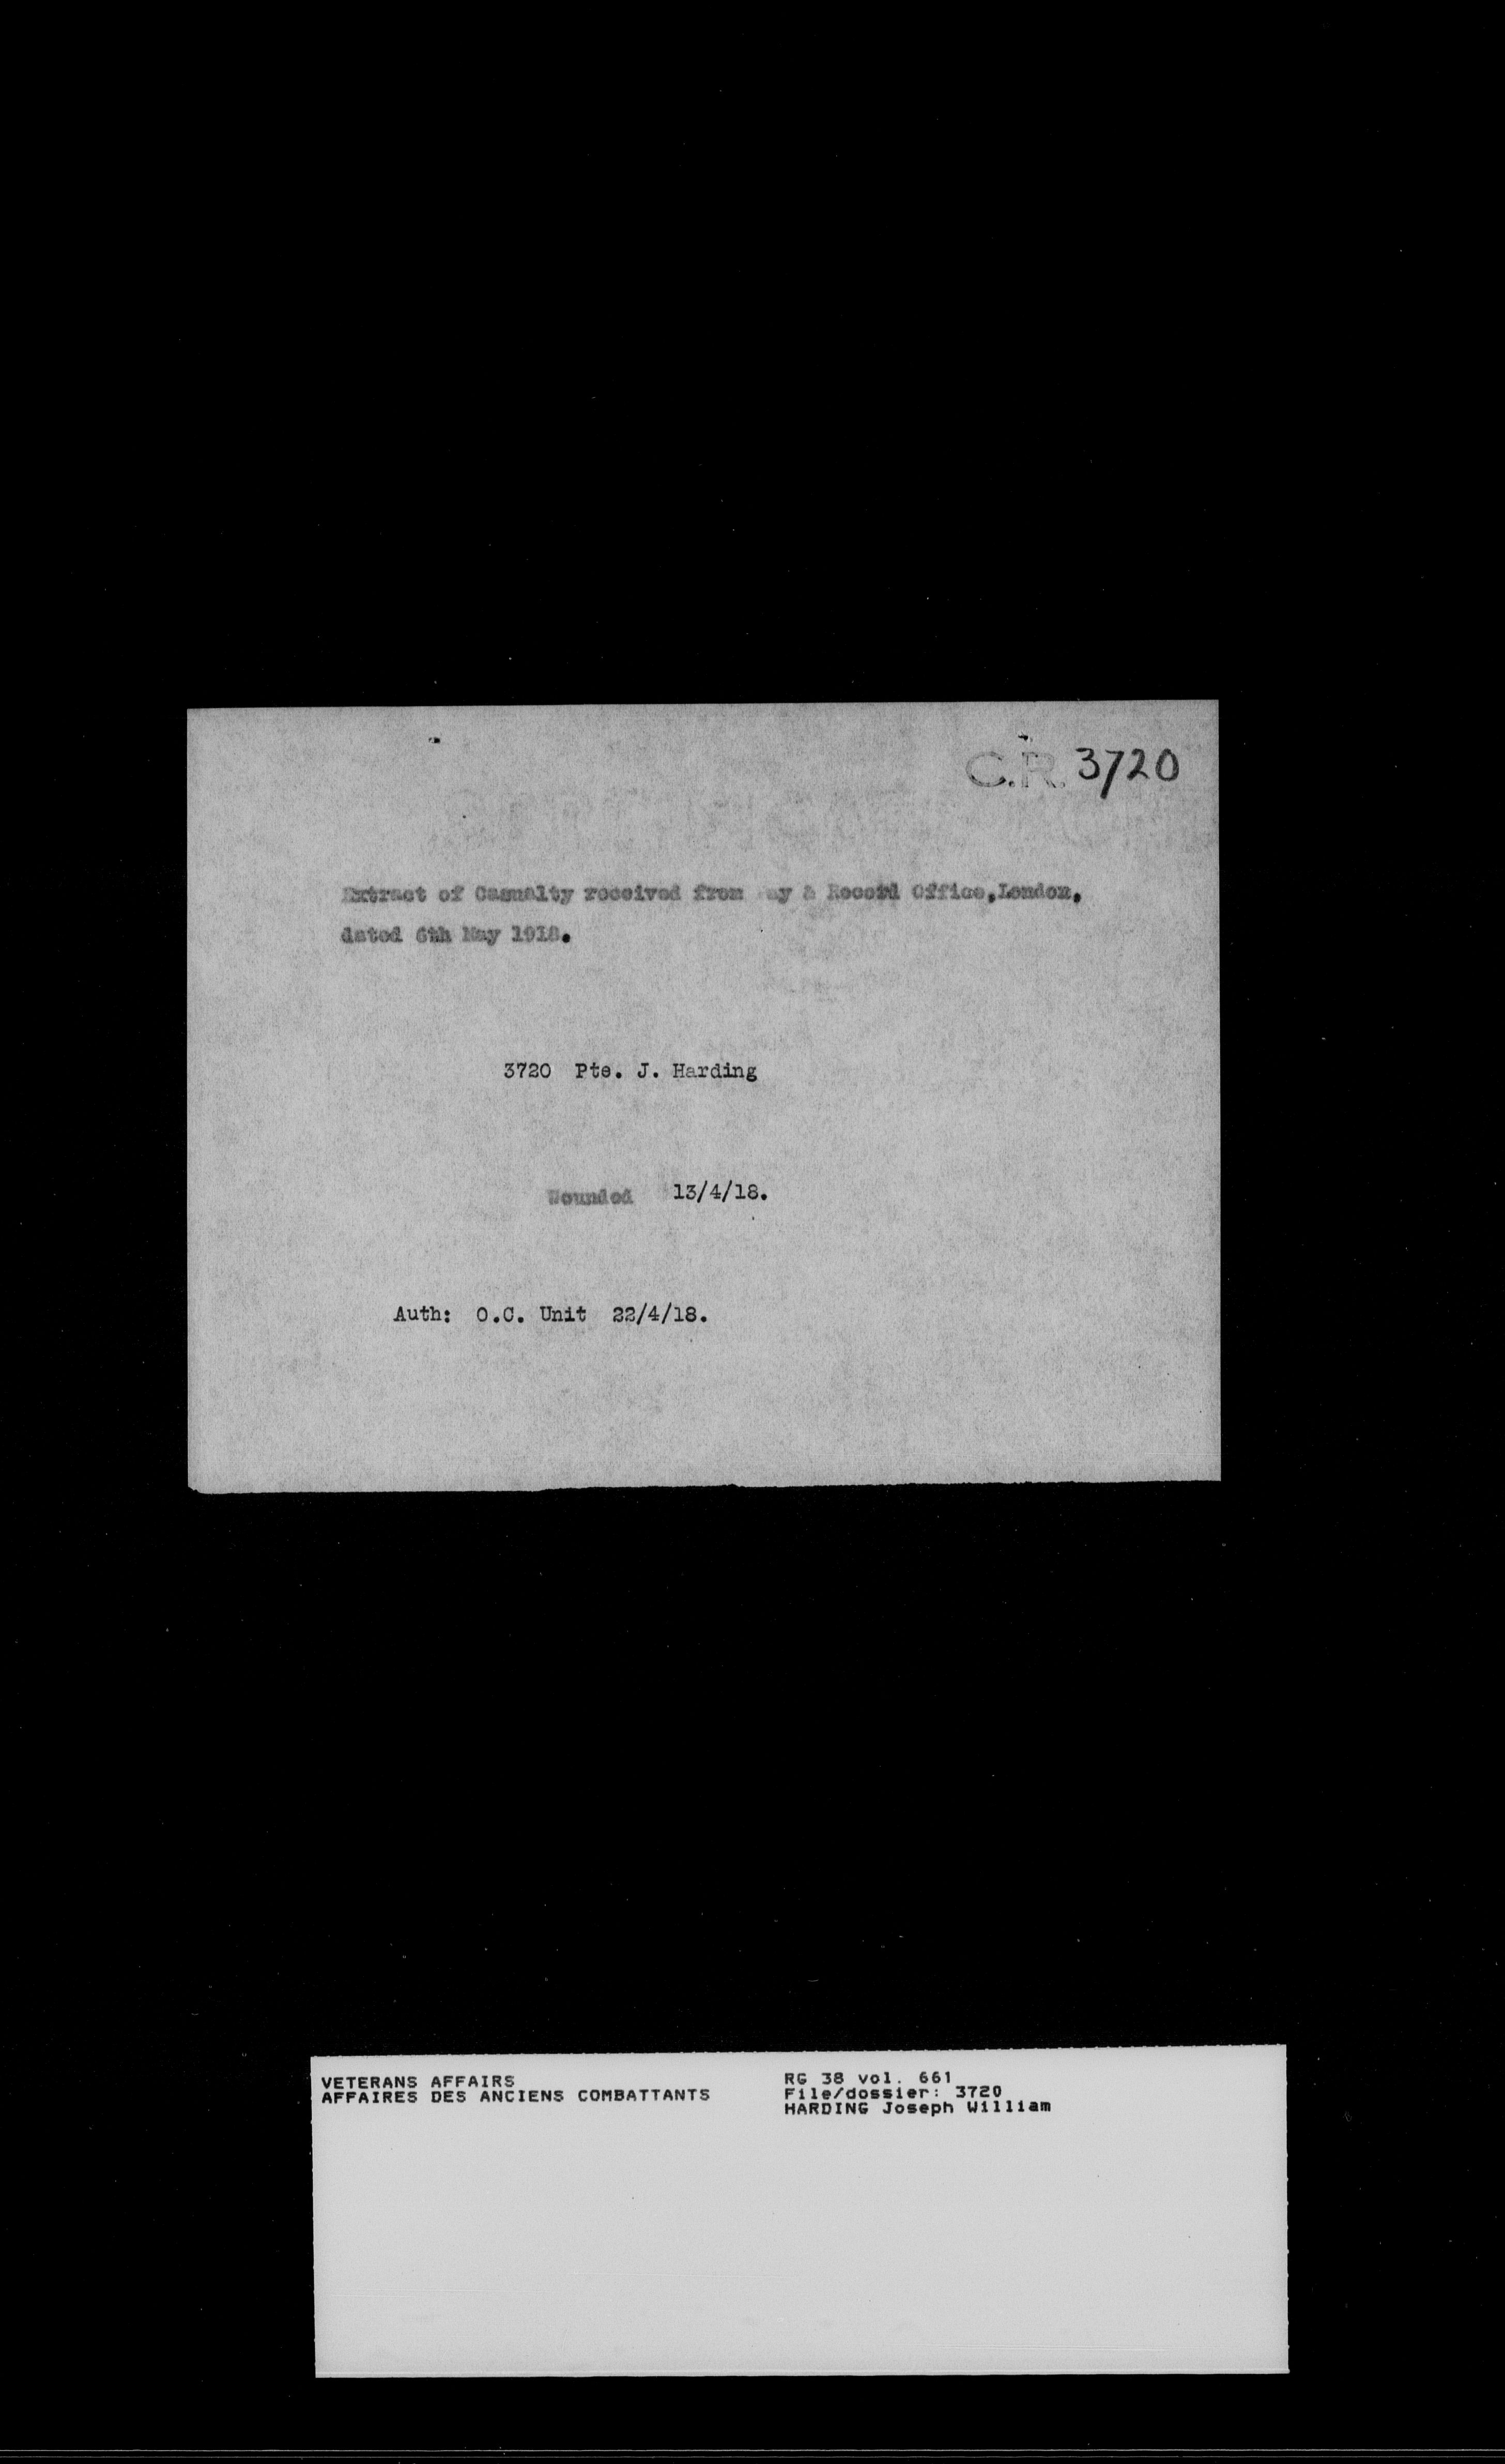 C.R. 3720
Extract of Casualty received from ay & Record Office, London,
dated 6th May 1918.
3720 Pte. J. Harding
Wounded 13/4/18.
Auth: O.C. Unit 22/4/18.
VETERANS AFFAIRS
AFFAIRES DES ANCIENS COMBATTANTS
RG 38 vol. 661
File/dossier: 3720
HARDING Joseph William